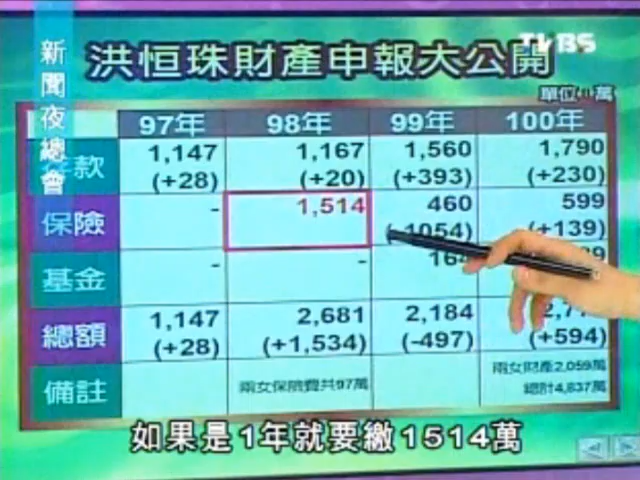 TVBS
新聞夜總會
洪恒珠財產申報大公開
單位：萬
97年 98年 99年 100年
款 1,147 1,167 1,560 1,790
(+28) (+20) (+393) (+230)
保險 - 1,514 460 599
(-1054) (+139)
基金 - - 164
總額 1,147 2,681 2,184
(+28) (+1,534) (-497) (+594)
備註 兩女保險費共97萬 兩女財產2,059萬
總計4,837萬
如果是1年就要繳1514萬